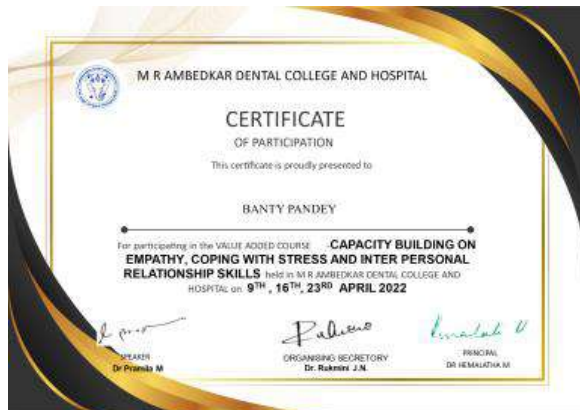 M R AMBEDKAR DENTAL COLLEGE AND HOSPITAL
CERTIFICATE
OF PARTICIPATION
This certificate is proudly presented to
BANTY PANDEY
For participating in the VALUE ADDED COURSE CAPACITY BUILDING ON
EMPATHY, COPING WITH STRESS AND INTER PERSONAL
RELATIONSHIP SKILLS held in M R AMBEDKAR DENTAL COLLEGE AND
HOSPITAL on 9TH , 16TH, 23RD APRIL 2022
SPEAKER
Dr Pramila M
ORGANISING SECRETORY
Dr. Rukmini J.N.
PRINCIPAL
DR HEMALATHA M